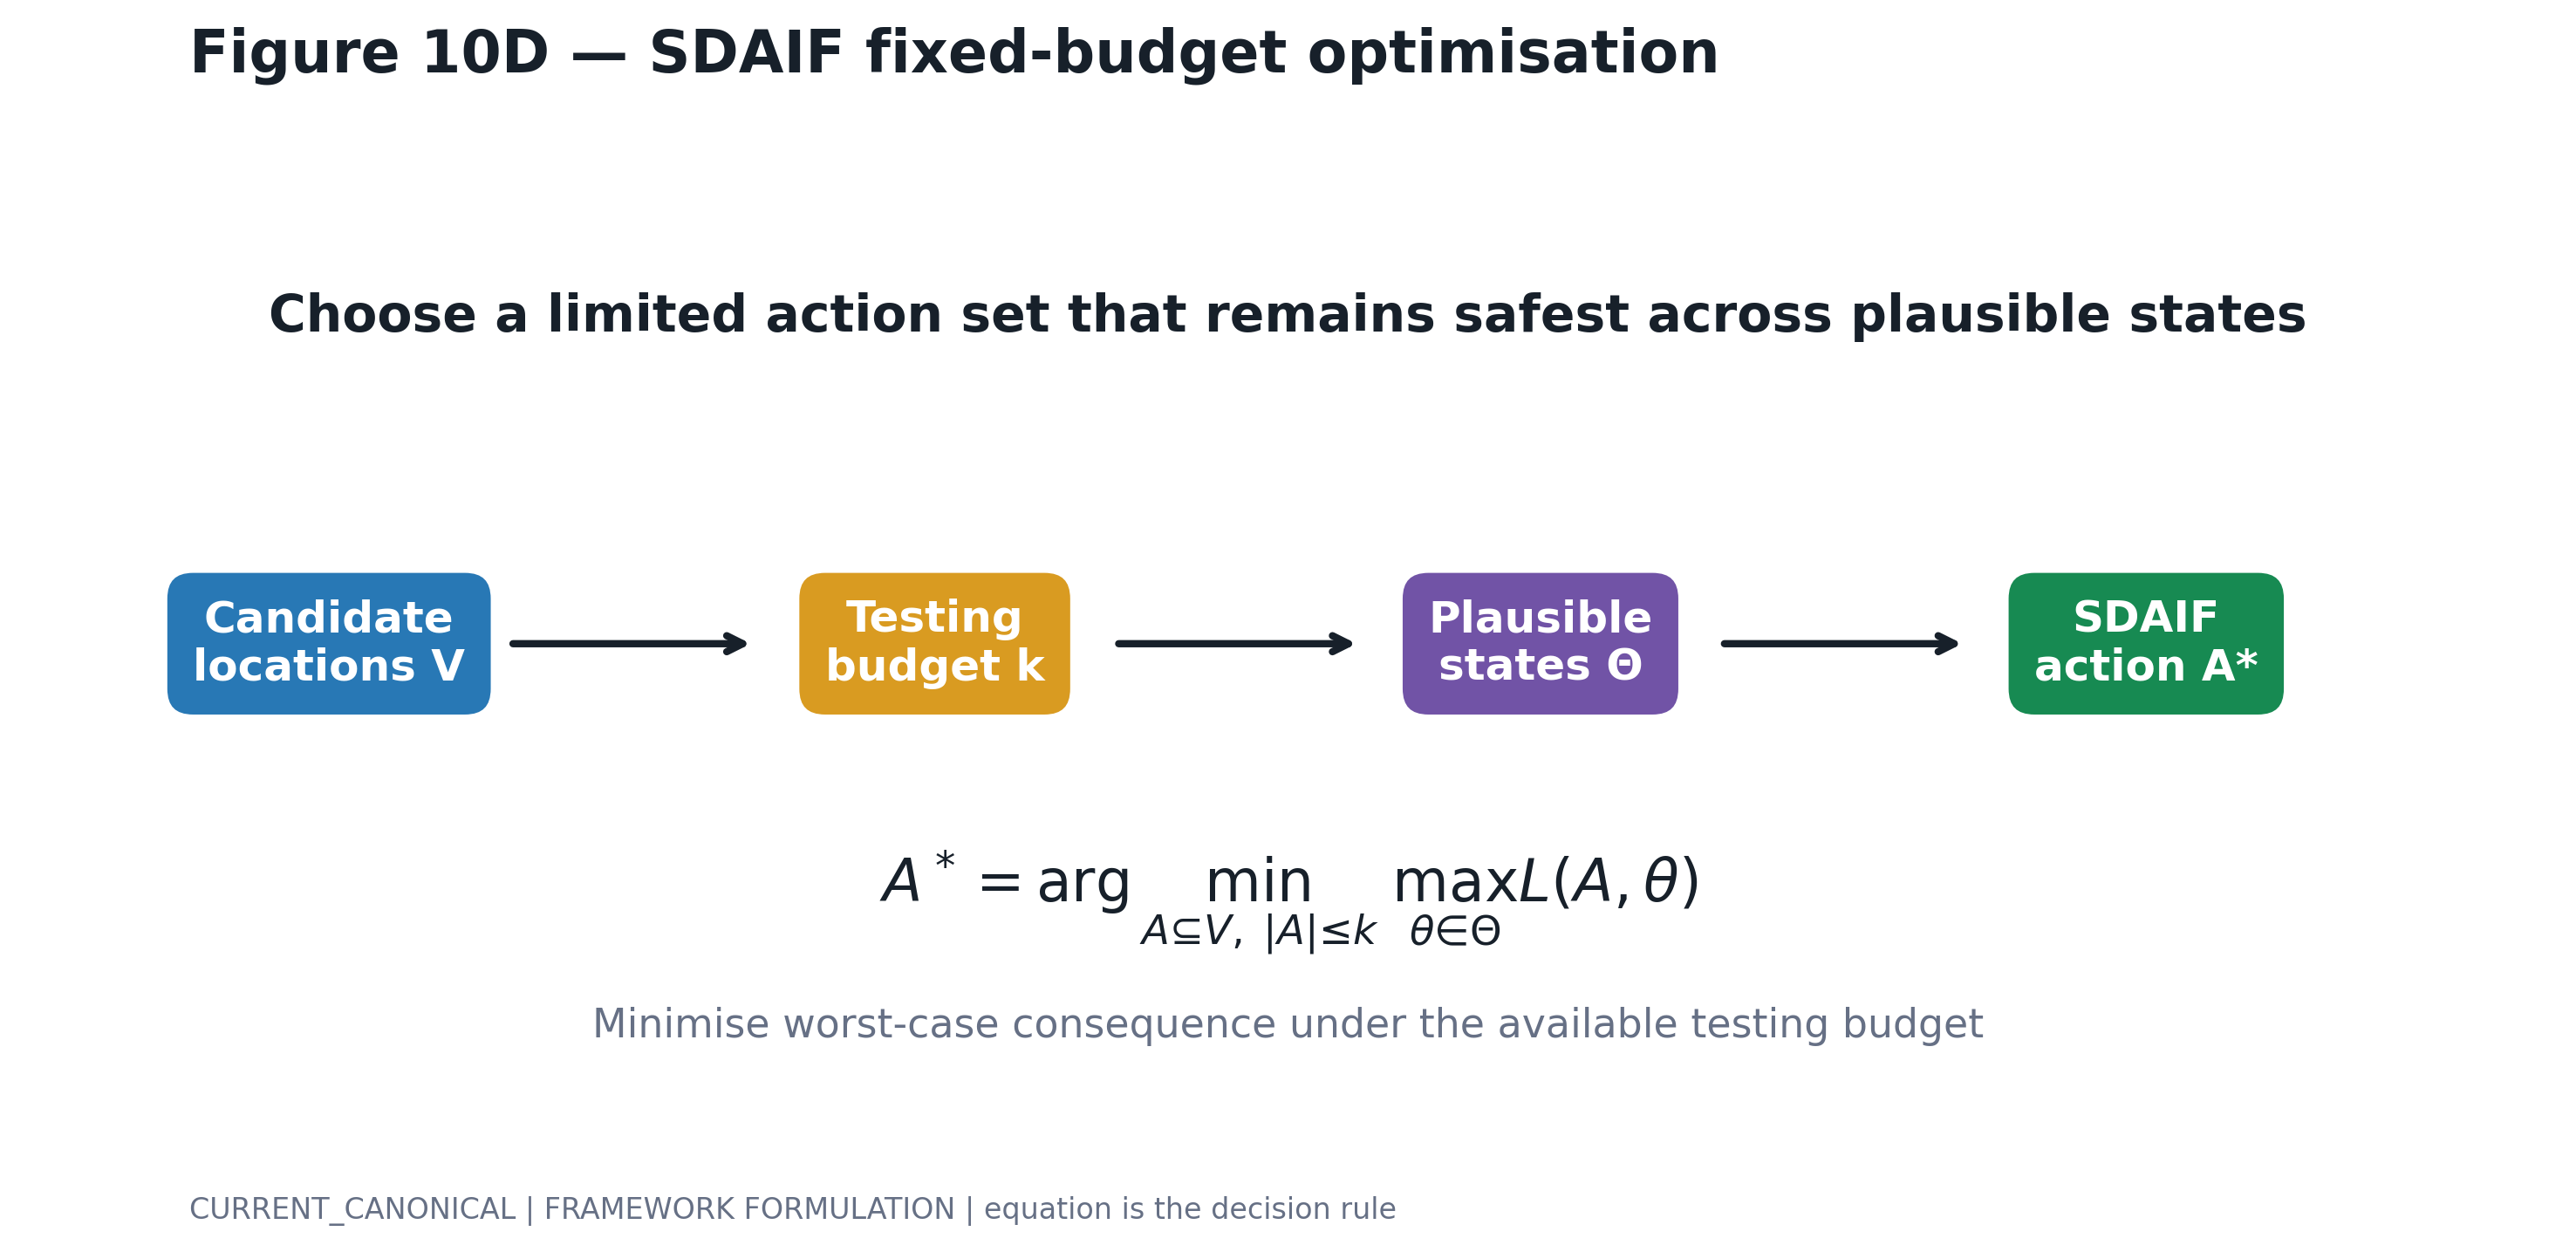 Figure 10D — SDAIF fixed-budget optimisation
Choose a limited action set that remains safest across plausible states
Candidate
locations V
Testing
budget k
Plausible
states Θ
SDAIF
action A*
A* = arg min max L(A, θ)
A⊆V, |A|≤k θ∈Θ
Minimise worst-case consequence under the available testing budget
CURRENT_CANONICAL | FRAMEWORK FORMULATION | equation is the decision rule